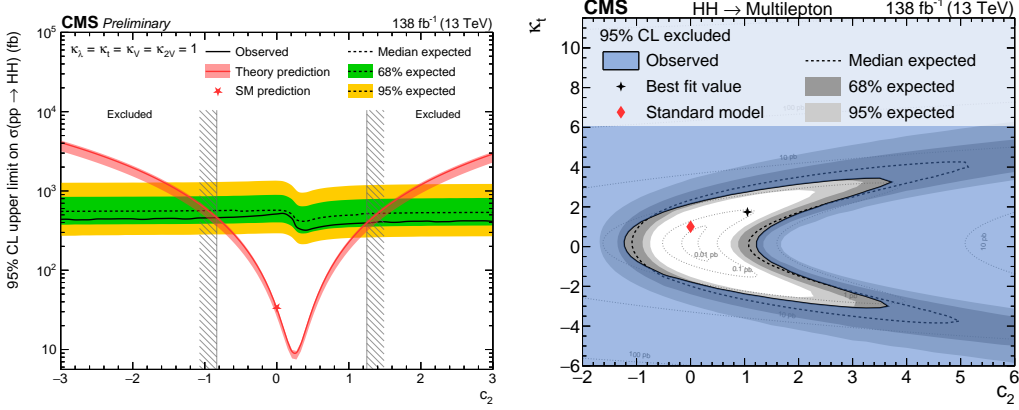 CMS Preliminary 138 fb⁻¹ (13 TeV)
95% CL upper limit on σ(pp → HH) (fb)
κλ = κt = κV = κ2V = 1
Observed
Theory prediction
SM prediction
Median expected
68% expected
95% expected
Excluded
Excluded
10⁵
10⁴
10³
10²
10
−3 −2 −1 0 1 2 3
c₂
CMS HH → Multilepton 138 fb⁻¹ (13 TeV)
κt
95% CL excluded
Observed
Best fit value
Standard model
Median expected
68% expected
95% expected
10
8
6
4
2
0
−2
−4
−6
10 pb
0.01 pb
0.1 pb
10 pb
10 pb
100 pb
−2 −1 0 1 2 3 4 5 6
c₂